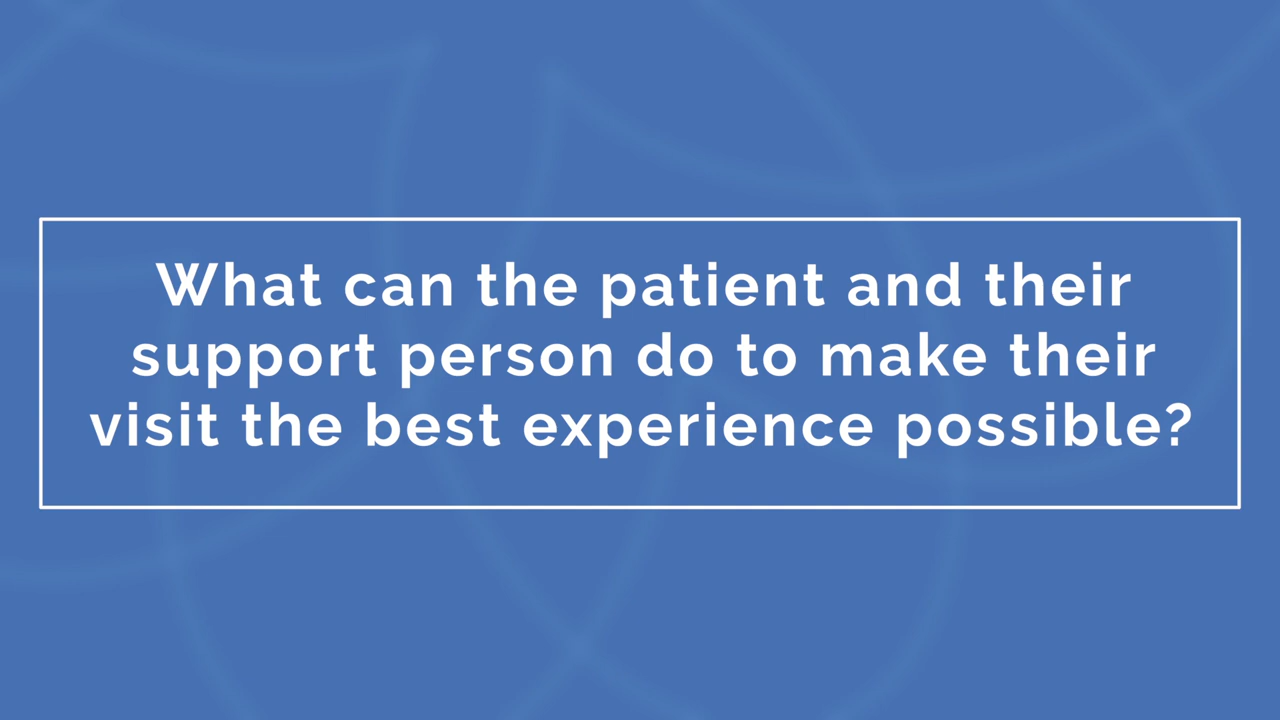 What can the patient and their
support person do to make their
visit the best experience possible?